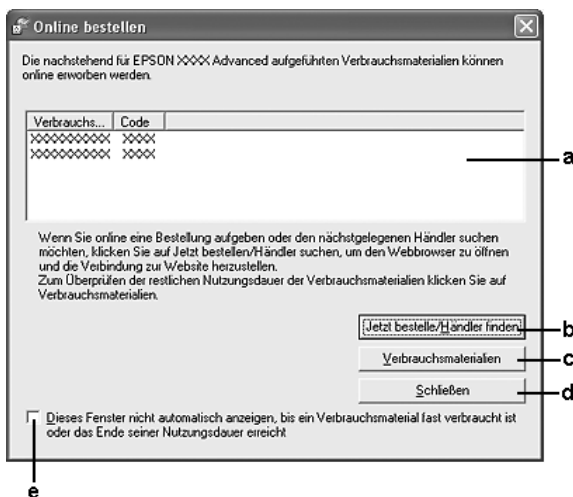 Online bestellen
Die nachstehend für EPSON XXXX Advanced aufgeführten Verbrauchsmaterialien können
online erworben werden.
Verbrauchs... Code
XXXXXXXXXX XXXX
XXXXXXXXXX XXXX
a
Wenn Sie online eine Bestellung aufgeben oder den nächstgelegenen Händler suchen
möchten, klicken Sie auf Jetzt bestellen/Händler suchen, um den Webbrowser zu öffnen
und die Verbindung zur Website herzustellen.
Zum Überprüfen der restlichen Nutzungsdauer der Verbrauchsmaterialien klicken Sie auf
Verbrauchsmaterialien.
Jetzt bestelle/Händler finden
b
Verbrauchsmaterialien
c
Schließen
d
Dieses Fenster nicht automatisch anzeigen, bis ein Verbrauchsmaterial fast verbraucht ist
oder das Ende seiner Nutzungsdauer erreicht
e